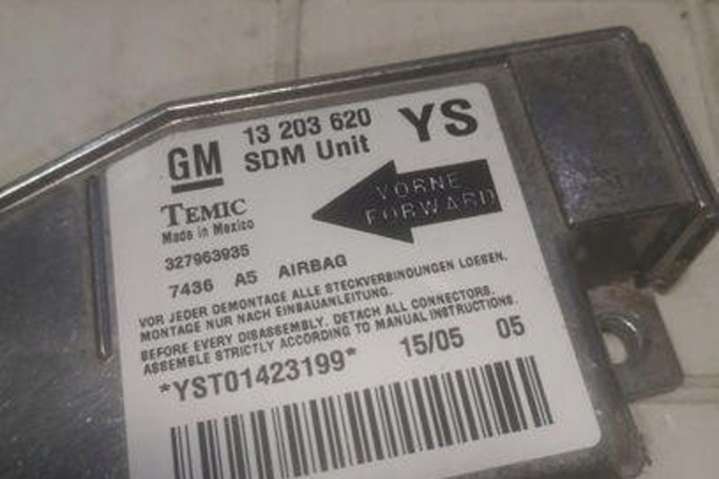 GM 13 203 620 YS
SDM Unit
TEMIC
Made in Mexico
VORNE
FORWARD
327963935
7436 A5 AIRBAG
VOR JEDER DEMONTAGE ALLE STECKVERBINDUNGEN LOESEN.
MONTAGE NUR NACH EINBAUANLEITUNG.
BEFORE EVERY DISASSEMBLY, DETACH ALL CONNECTORS.
ASSEMBLE STRICTLY ACCORDING TO MANUAL INSTRUCTIONS.
*YST01423199* 15/05 05